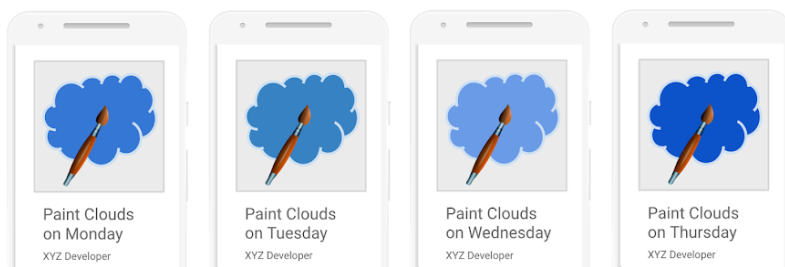 Paint Clouds
on Monday
XYZ Developer
Paint Clouds
on Tuesday
XYZ Developer
Paint Clouds
on Wednesday
XYZ Developer
Paint Clouds
on Thursday
XYZ Developer